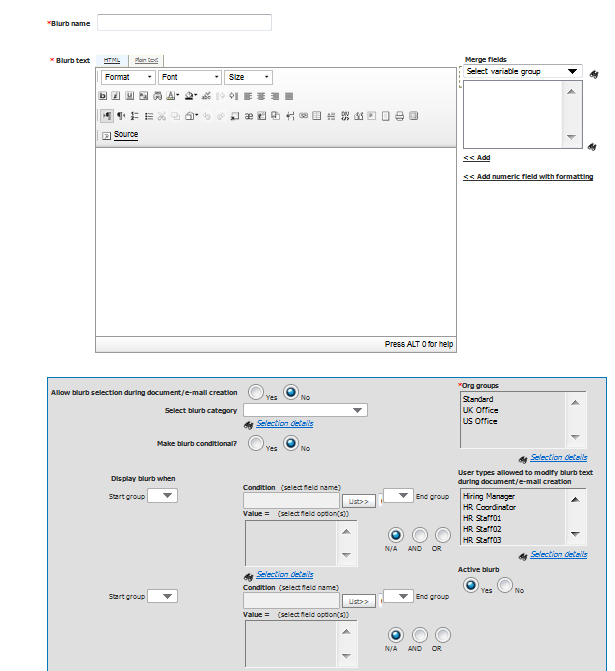 *Blurb name
* Blurb text
HTML
Plain text
Merge fields
Format
Font
Size
Select variable group
Source
<< Add
<< Add numeric field with formatting
Press ALT 0 for help
Allow blurb selection during document/e-mail creation
Yes
No
*Org groups
Standard
UK Office
US Office
Select blurb category
Selection details
Make blurb conditional?
Yes
No
Selection details
User types allowed to modify blurb text
during document/e-mail creation
Hiring Manager
HR Coordinator
HR Staff01
HR Staff02
HR Staff03
Selection details
Active blurb
Yes
No
Display blurb when
Start group
Condition (select field name)
List>>
End group
Value = (select field option(s))
N/A AND OR
Selection details
Start group
Condition (select field name)
List>>
End group
Value = (select field option(s))
N/A AND OR